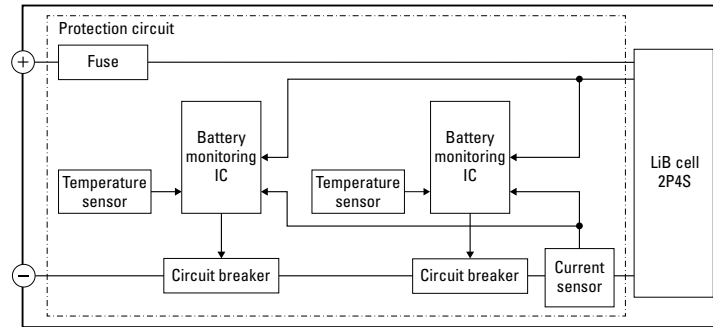 Protection circuit
+
Fuse
Battery
monitoring
IC
Battery
monitoring
IC
LiB cell
2P4S
Temperature
sensor
Temperature
sensor
−
Circuit breaker
Circuit breaker
Current
sensor